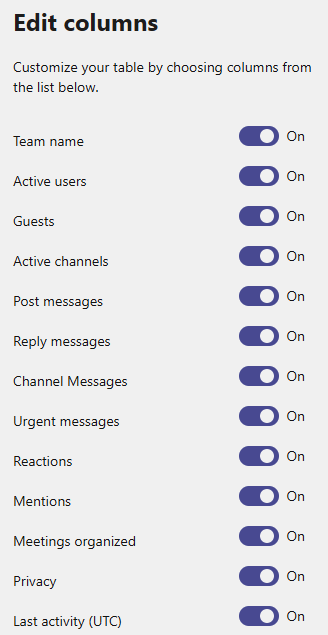 Edit columns
Customize your table by choosing columns from
the list below.
Team name On
Active users On
Guests On
Active channels On
Post messages On
Reply messages On
Channel Messages On
Urgent messages On
Reactions On
Mentions On
Meetings organized On
Privacy On
Last activity (UTC) On